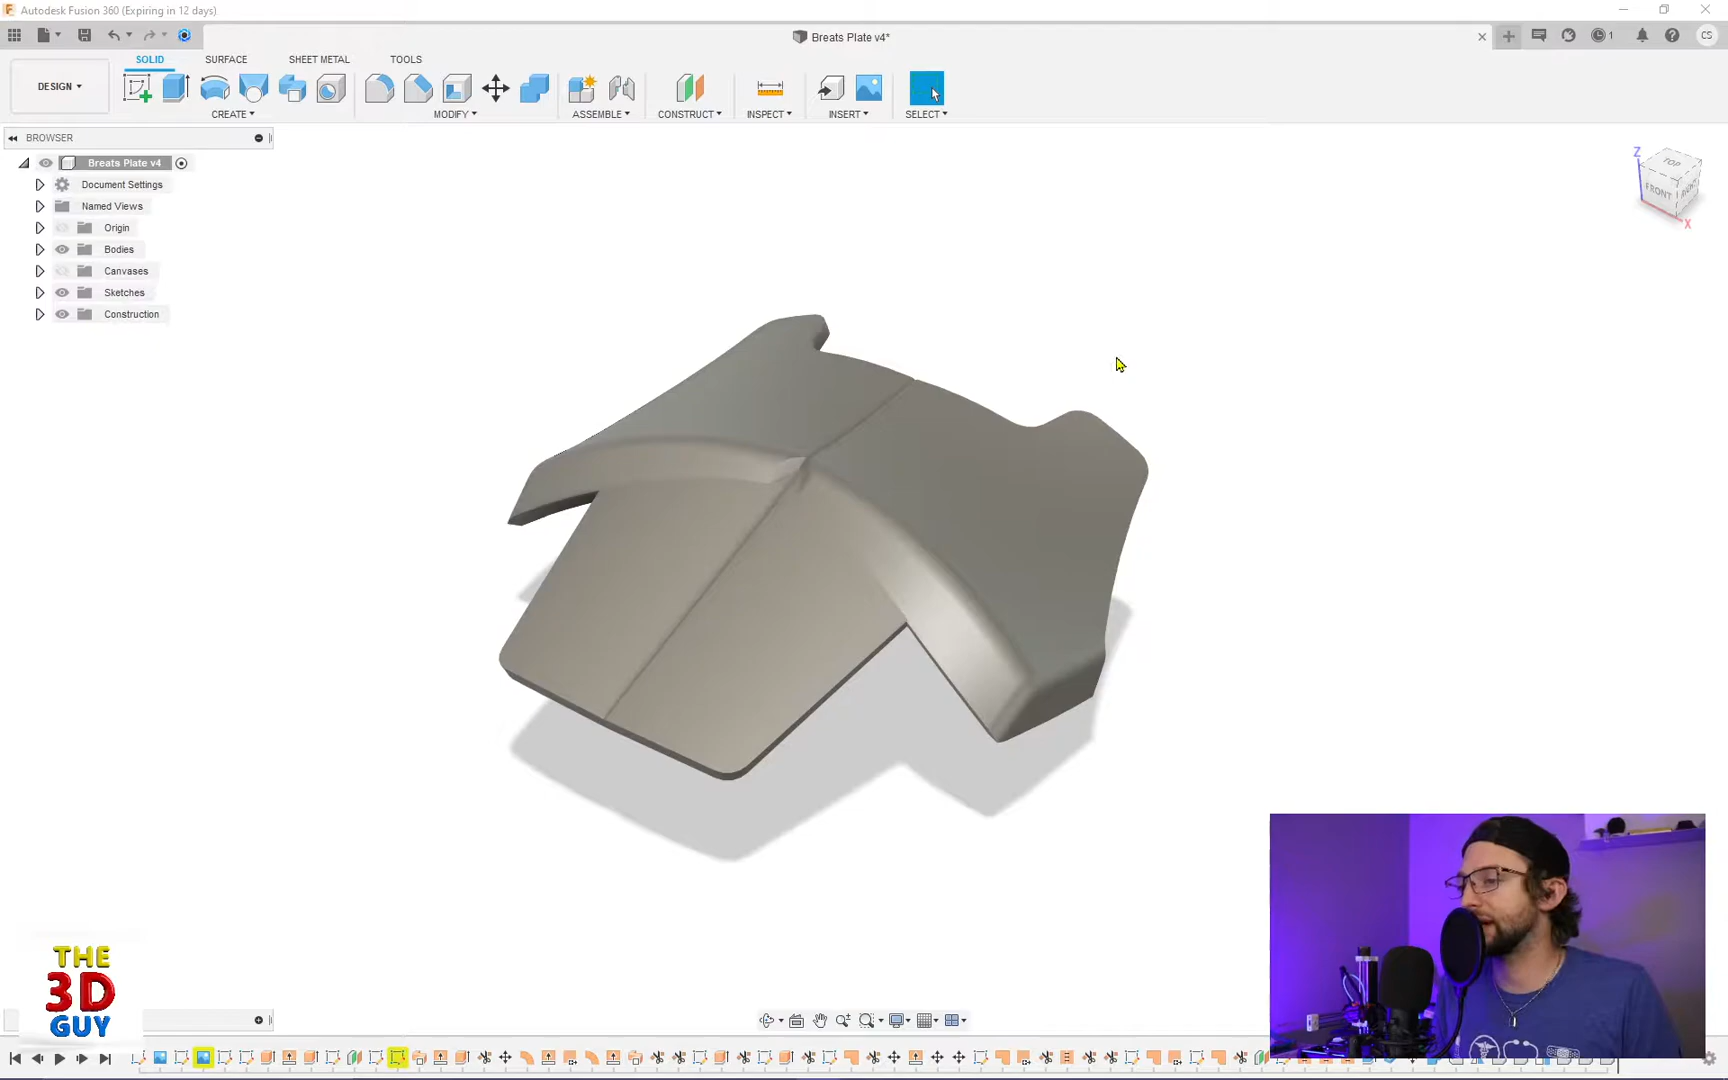 Autodesk Fusion 360 (Expiring in 12 days)
Breats Plate v4*
1
CS
DESIGN
SOLID
SURFACE
SHEET METAL
TOOLS
CREATE
MODIFY
ASSEMBLE
CONSTRUCT
INSPECT
INSERT
SELECT
BROWSER
Breats Plate v4
Document Settings
Named Views
Origin
Bodies
Canvases
Sketches
Construction
Z
TOP
FRONT
RIGHT
X
THE
3D
GUY